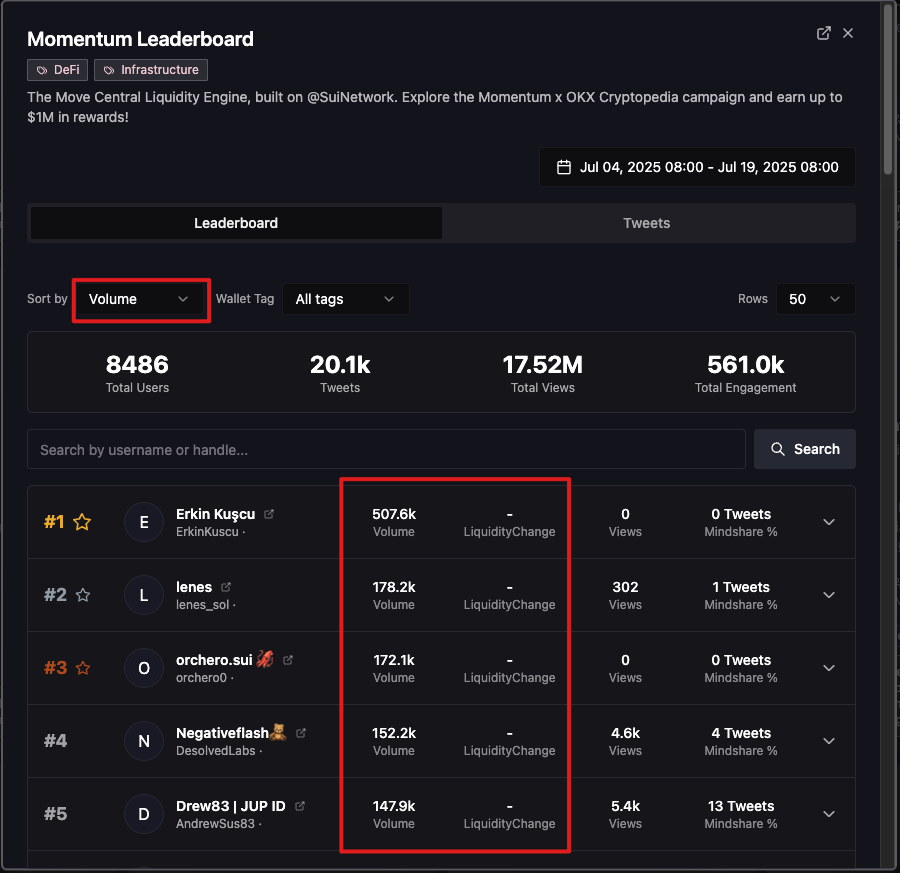 Momentum Leaderboard
DeFi Infrastructure
The Move Central Liquidity Engine, built on @SuiNetwork. Explore the Momentum x OKX Cryptopedia campaign and earn up to
$1M in rewards!
Jul 04, 2025 08:00 - Jul 19, 2025 08:00
Leaderboard Tweets
Sort by Volume Wallet Tag All tags Rows 50
8486 20.1k 17.52M 561.0k
Total Users Tweets Total Views Total Engagement
Search by username or handle... Search
#1 E Erkin Kuşcu 507.6k - 0 0 Tweets
ErkinKuscu · Volume LiquidityChange Views Mindshare %
#2 L lenes 178.2k - 302 1 Tweets
lenes_sol · Volume LiquidityChange Views Mindshare %
#3 O orchero.sui🦞 172.1k - 0 0 Tweets
orchero0 · Volume LiquidityChange Views Mindshare %
#4 N Negativeflash🧸 152.2k - 4.6k 4 Tweets
DesolvedLabs · Volume LiquidityChange Views Mindshare %
#5 D Drew83 | JUP ID 147.9k - 5.4k 13 Tweets
AndrewSus83 · Volume LiquidityChange Views Mindshare %